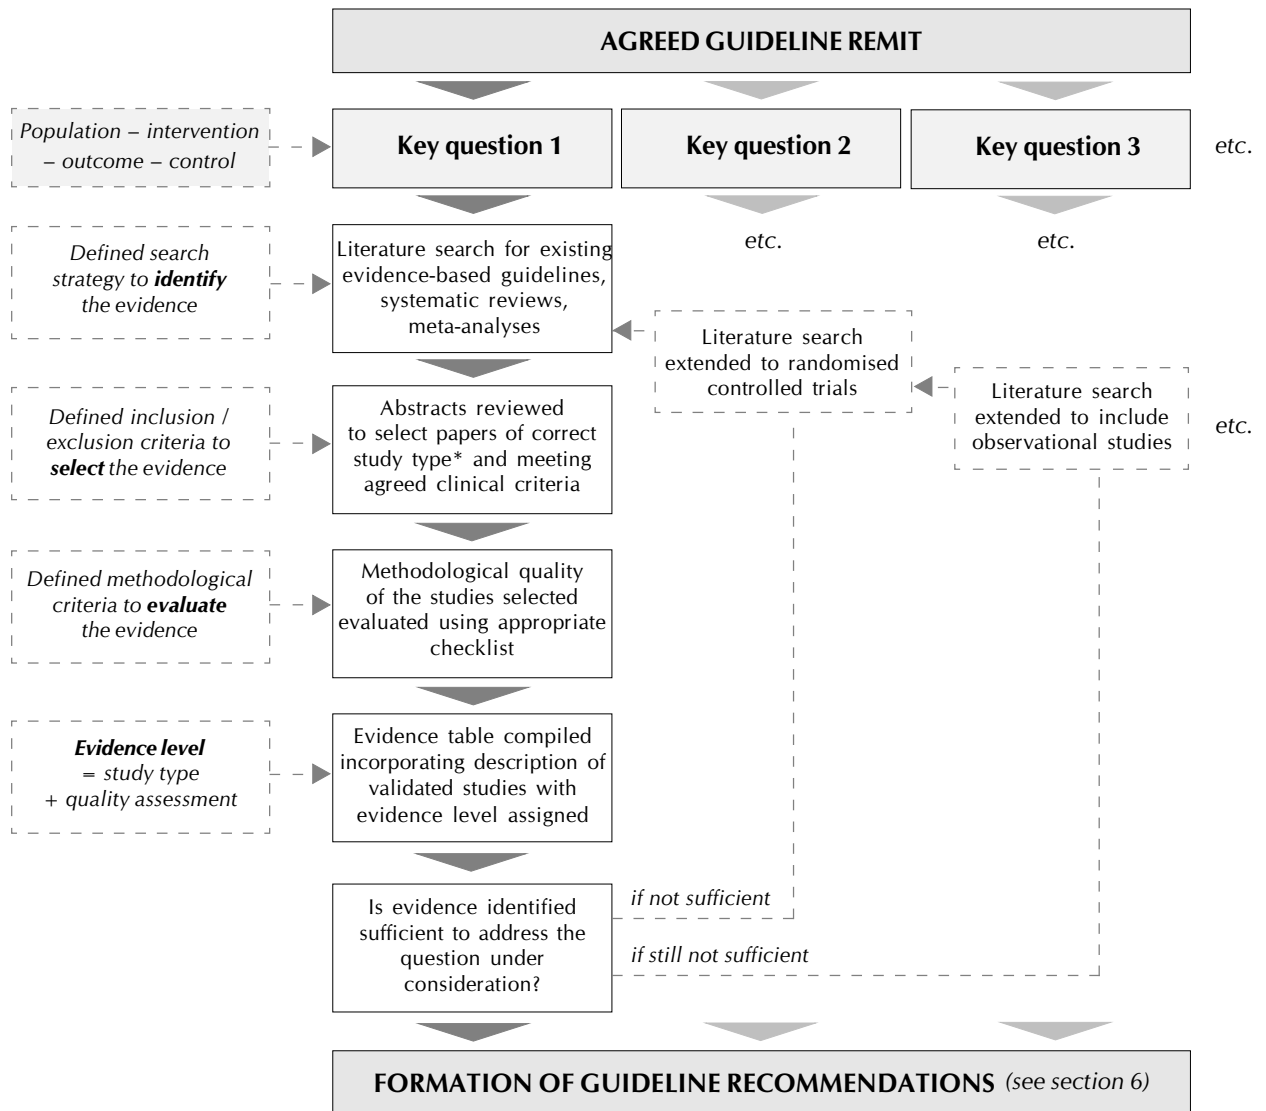 AGREED GUIDELINE REMIT
Population – intervention
– outcome – control
Key question 1
Key question 2
Key question 3
etc.
Defined search
strategy to identify
the evidence
Literature search for existing
evidence-based guidelines,
systematic reviews,
meta-analyses
etc.
etc.
Literature search
extended to randomised
controlled trials
Literature search
extended to include
observational studies
etc.
Defined inclusion /
exclusion criteria to
select the evidence
Abstracts reviewed
to select papers of correct
study type* and meeting
agreed clinical criteria
Defined methodological
criteria to evaluate
the evidence
Methodological quality
of the studies selected
evaluated using appropriate
checklist
Evidence level
= study type
+ quality assessment
Evidence table compiled
incorporating description of
validated studies with
evidence level assigned
Is evidence identified
sufficient to address the
question under
consideration?
if not sufficient
if still not sufficient
FORMATION OF GUIDELINE RECOMMENDATIONS (see section 6)